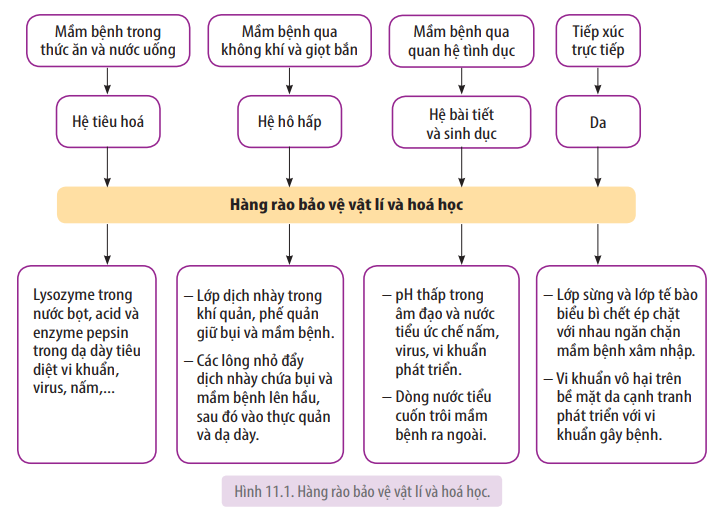 Mầm bệnh trong
thức ăn và nước uống
Mầm bệnh qua
không khí và giọt bắn
Mầm bệnh qua
quan hệ tình dục
Tiếp xúc
trực tiếp
Hệ tiêu hoá
Hệ hô hấp
Hệ bài tiết
và sinh dục
Da
Hàng rào bảo vệ vật lí và hoá học
Lysozyme trong
nước bọt, acid và
enzyme pepsin
trong dạ dày tiêu
diệt vi khuẩn,
virus, nấm,...
– Lớp dịch nhày trong
khí quản, phế quản
giữ bụi và mầm bệnh.
– Các lông nhỏ đẩy
dịch nhày chứa bụi và
mầm bệnh lên hầu,
sau đó vào thực quản
và dạ dày.
– pH thấp trong
âm đạo và nước
tiểu ức chế nấm,
virus, vi khuẩn
phát triển.
– Dòng nước tiểu
cuốn trôi mầm
bệnh ra ngoài.
– Lớp sừng và lớp tế bào
biểu bì chết ép chặt
với nhau ngăn chặn
mầm bệnh xâm nhập.
– Vi khuẩn vô hại trên
bề mặt da cạnh tranh
phát triển với vi
khuẩn gây bệnh.
Hình 11.1. Hàng rào bảo vệ vật lí và hoá học.